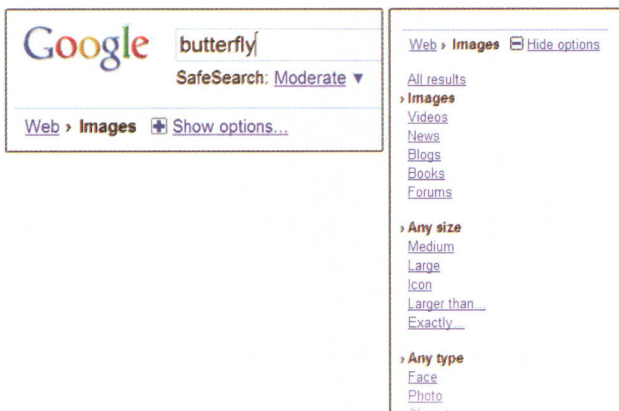 Google butterfly
SafeSearch: Moderate ▼
Web › Images + Show options...
Web › Images − Hide options
All results
› Images
Videos
News
Blogs
Books
Forums
› Any size
Medium
Large
Icon
Larger than...
Exactly...
› Any type
Face
Photo